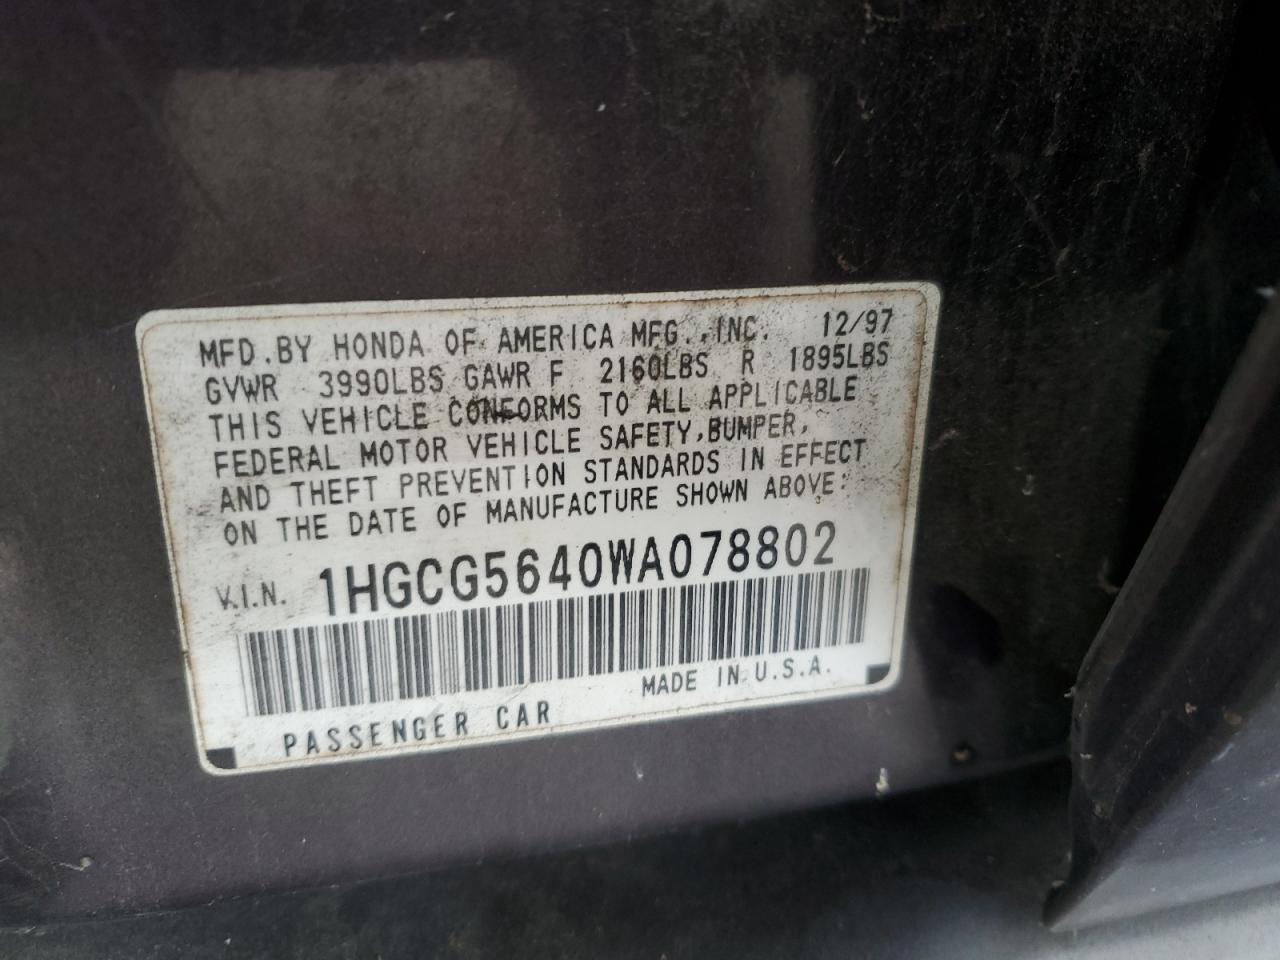 MFD.BY HONDA OF AMERICA MFG.,INC. 12/97
GVWR 3990LBS GAWR F 2160LBS R 1895LBS
THIS VEHICLE CONFORMS TO ALL APPLICABLE
FEDERAL MOTOR VEHICLE SAFETY,BUMPER,
AND THEFT PREVENTION STANDARDS IN EFFECT
ON THE DATE OF MANUFACTURE SHOWN ABOVE:
V.I.N. 1HGCG5640WA078802
MADE IN U.S.A.
PASSENGER CAR